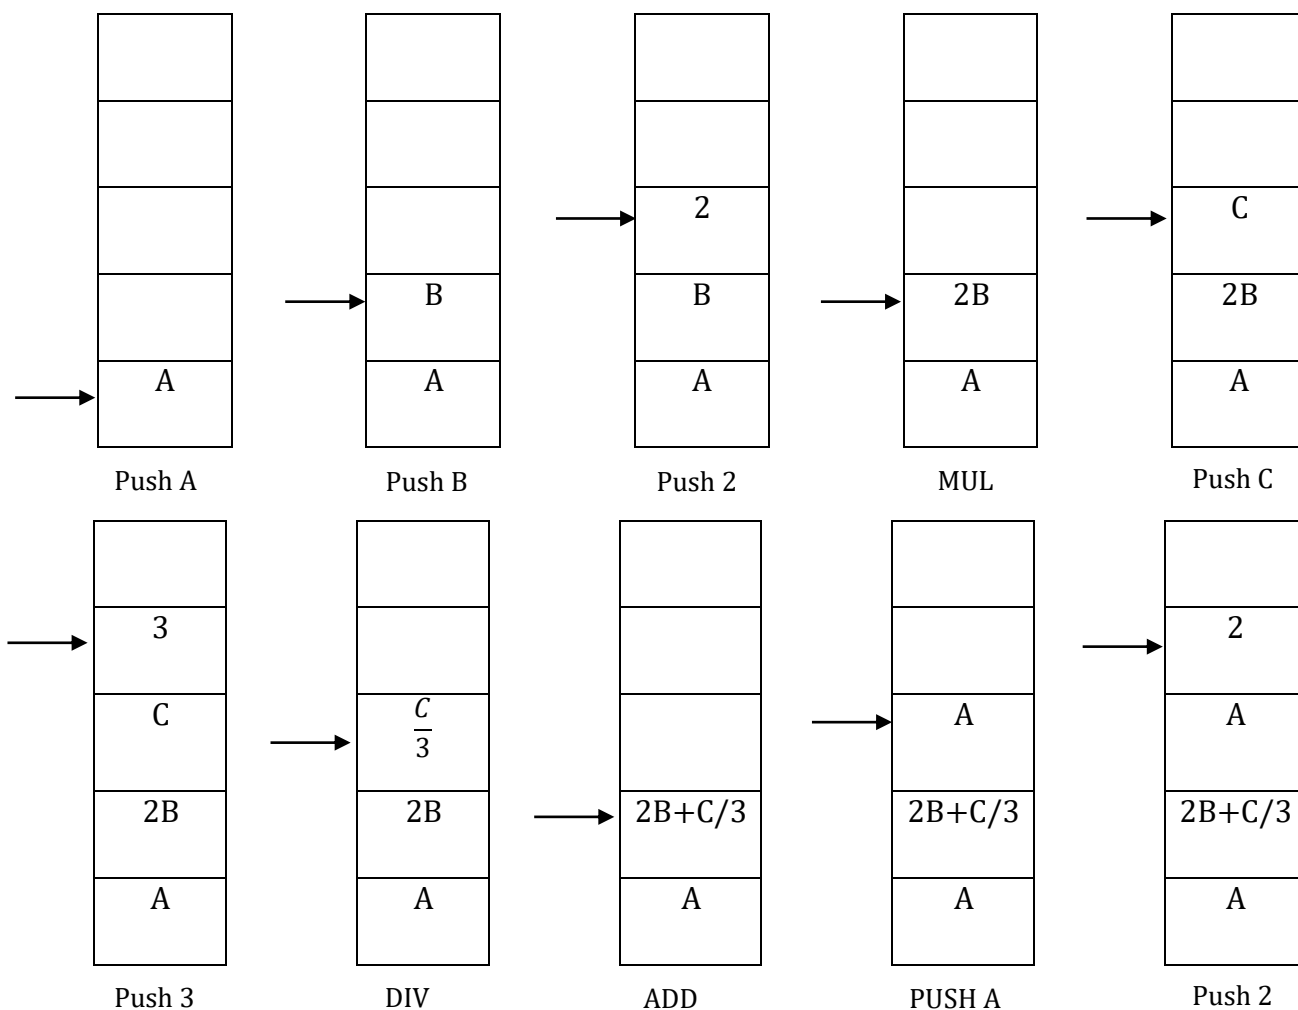 2 C
B B 2B 2B
A A A A A
Push A Push B Push 2 MUL Push C
3 2
C C/3 A A
2B 2B 2B+C/3 2B+C/3 2B+C/3
A A A A A
Push 3 DIV ADD PUSH A Push 2